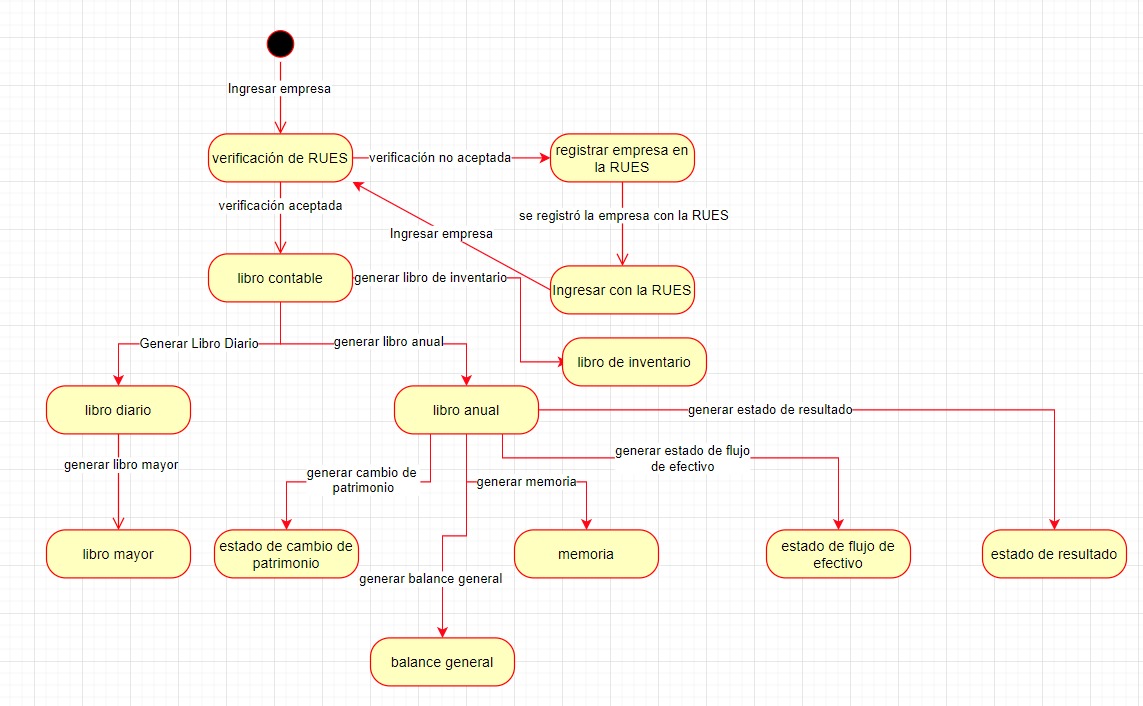 Ingresar empresa
verificación de RUES
verificación no aceptada
registrar empresa en
la RUES
verificación aceptada
se registró la empresa con la RUES
Ingresar empresa
libro contable
generar libro de inventario
Ingresar con la RUES
Generar Libro Diario
generar libro anual
libro de inventario
libro diario
libro anual
generar estado de resultado
generar libro mayor
generar cambio de
patrimonio
generar memoria
generar estado de flujo
de efectivo
libro mayor
estado de cambio de
patrimonio
memoria
estado de flujo de
efectivo
estado de resultado
generar balance general
balance general